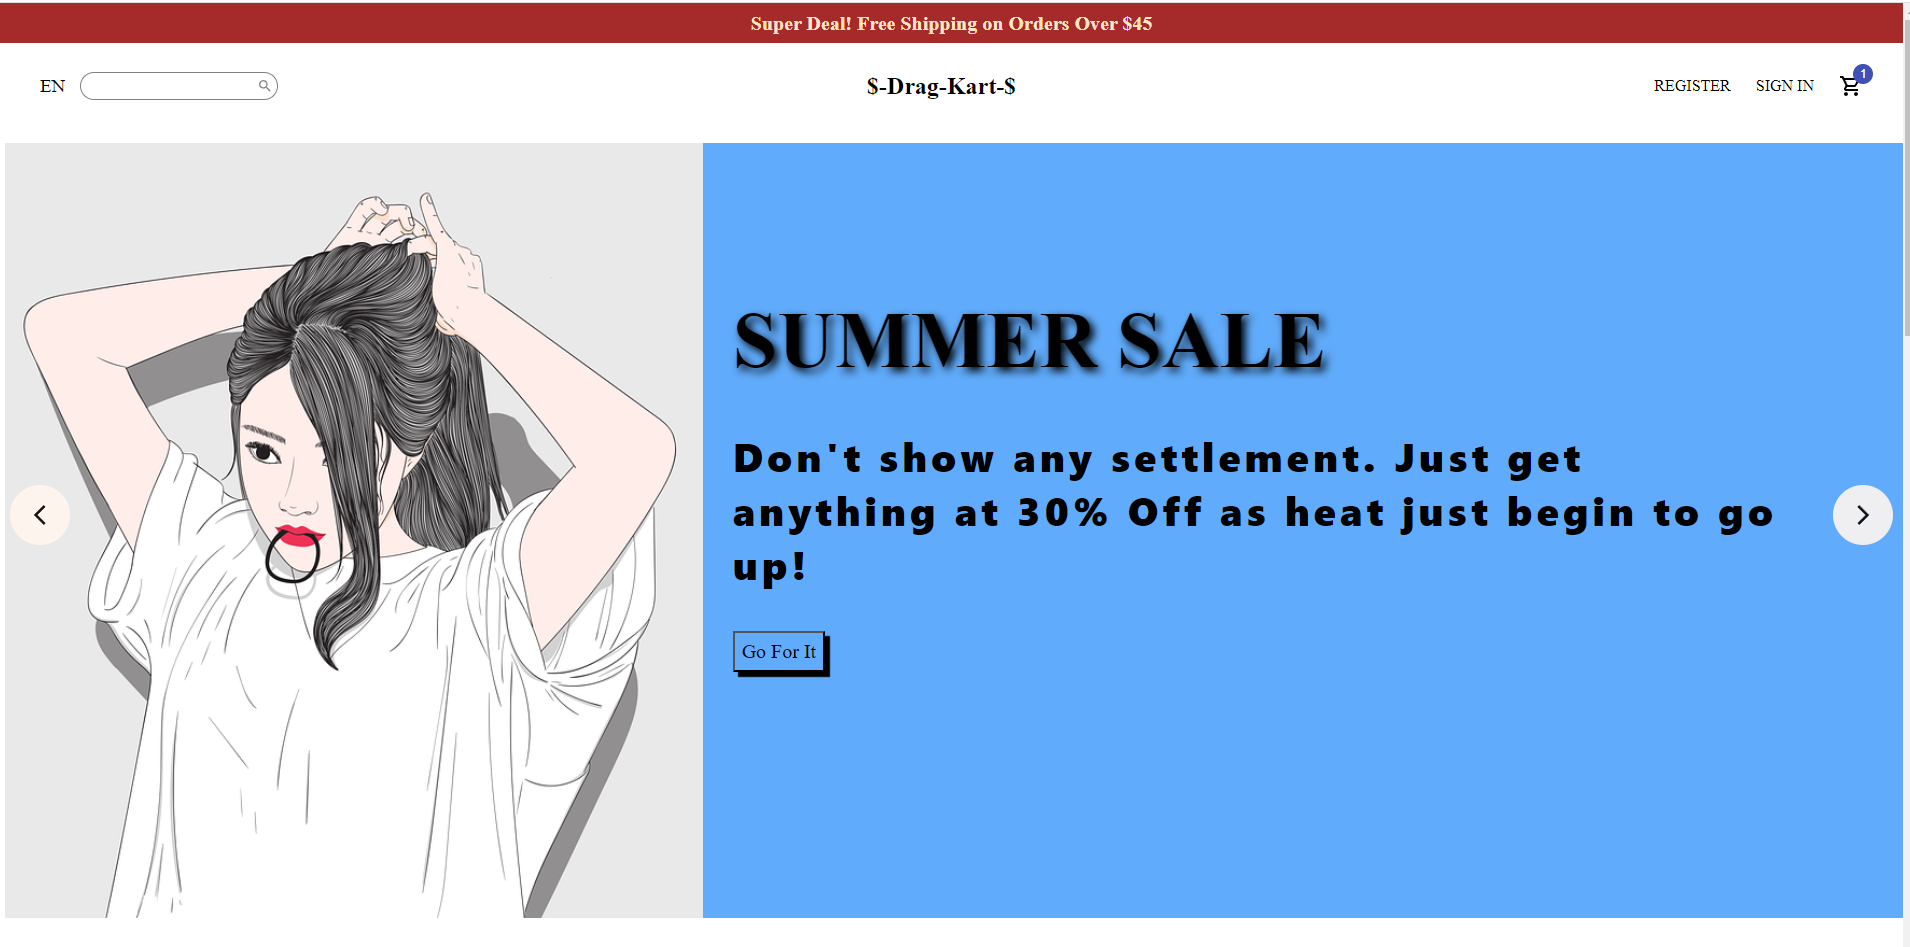 Super Deal! Free Shipping on Orders Over $45
EN
$-Drag-Kart-$
REGISTER SIGN IN 1
SUMMER SALE
Don't show any settlement. Just get
anything at 30% Off as heat just begin to go
up!
Go For It